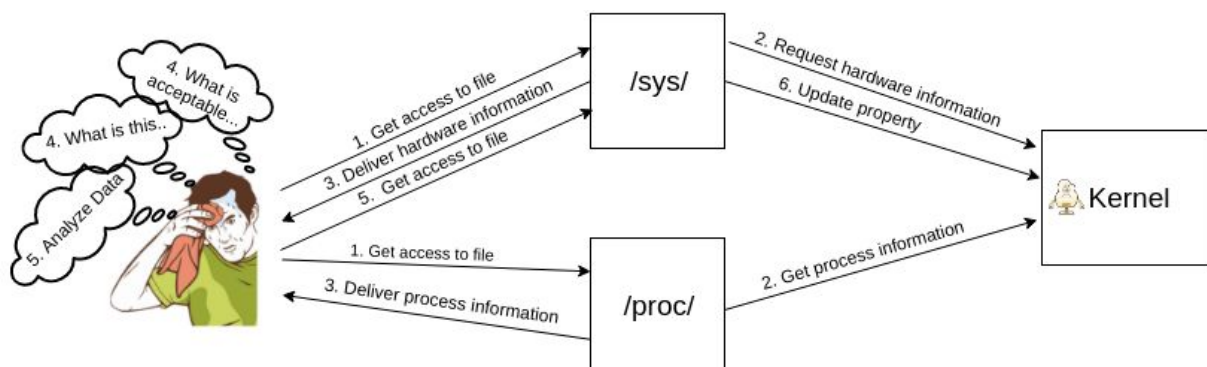 4. What is
acceptable...
4. What is this..
5. Analyze Data
1. Get access to file
3. Deliver hardware information
5. Get access to file
1. Get access to file
3. Deliver process information
/sys/
/proc/
2. Request hardware information
6. Update property
2. Get process information
Kernel